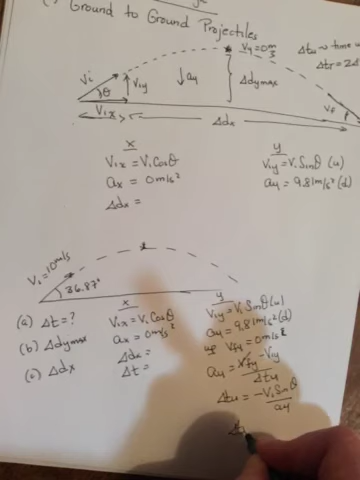 Ground to Ground Projectiles
Vy = 0 m/s
Δtu → time
Δtr = 2Δ
Vi
θ
Viy
↓ay
Δdymax
Vix
Δdx
Vf
x
y
Vix = Vi Cosθ
Viy = Vi Sinθ (u)
ax = 0m/s²
ay = 9.81m/s² (d)
Δdx =
Vi = 10m/s
36.87°
(a) Δt = ?
(b) Δdymax
(c) Δdx
x
Vix = Vi Cosθ
ax = 0m/s²
Δdx =
Δt =
y
Viy = Vi Sinθ (u)
ay = 9.81m/s² (d)
up Vfy = 0m/s
ay = Vfy - Viy / Δtu
Δtu = -Vi Sinθ / ay